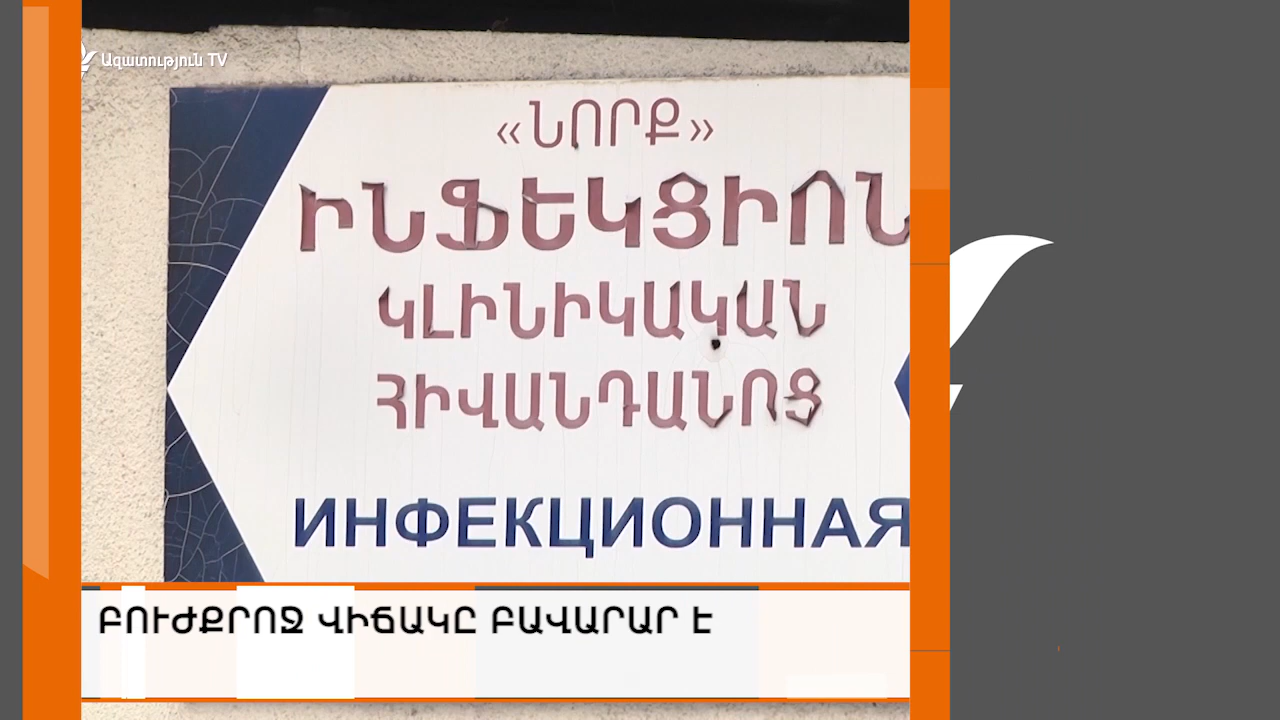 Ազատություն TV
«ՆՈՐՔ»
ԻՆՖԵԿՑԻՈՆ
ԿԼԻՆԻԿԱԿԱՆ
ՀԻՎԱՆԴԱՆՈՑ
ИНФЕКЦИОННАЯ
ԲՈՒԺՔՐՈՋ ՎԻՃԱԿԸ ԲԱՎԱՐԱՐ Է